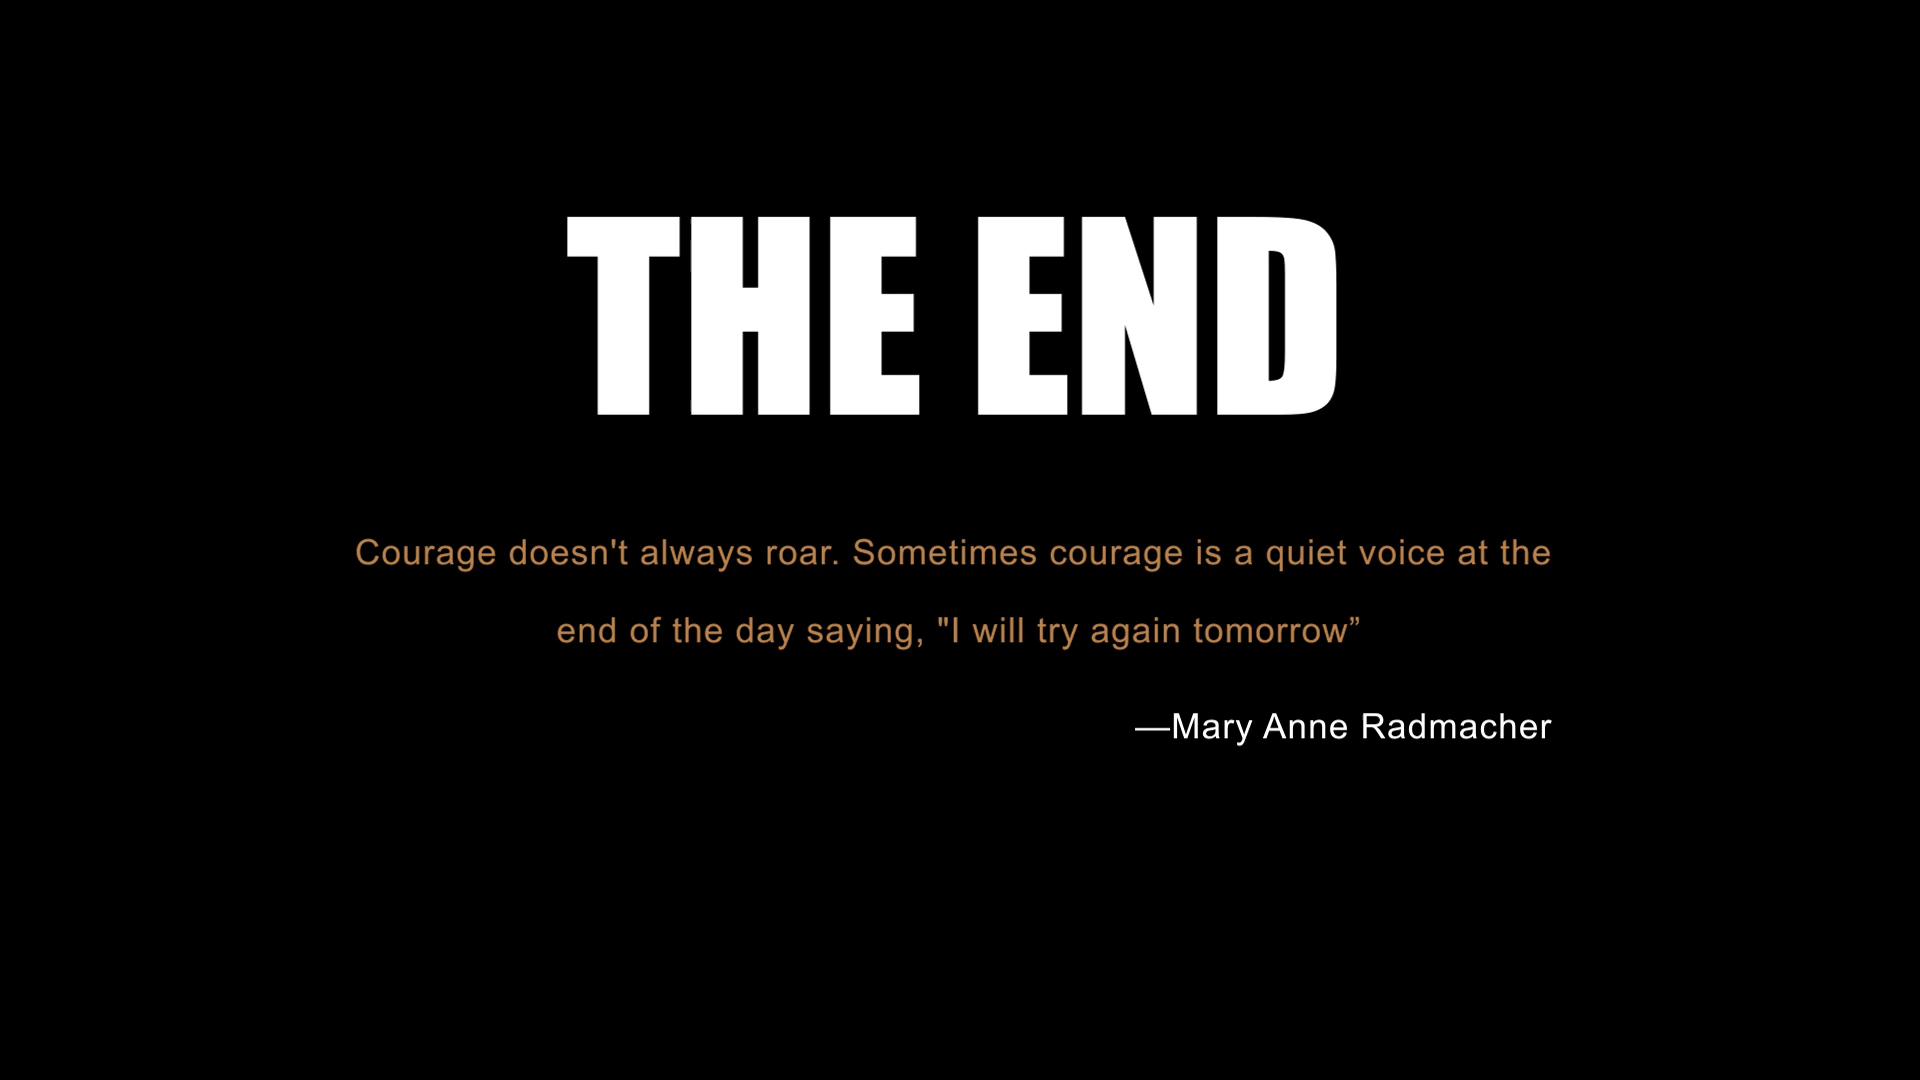 THE END
Courage doesn't always roar. Sometimes courage is a quiet voice at the
end of the day saying, "I will try again tomorrow”
—Mary Anne Radmacher